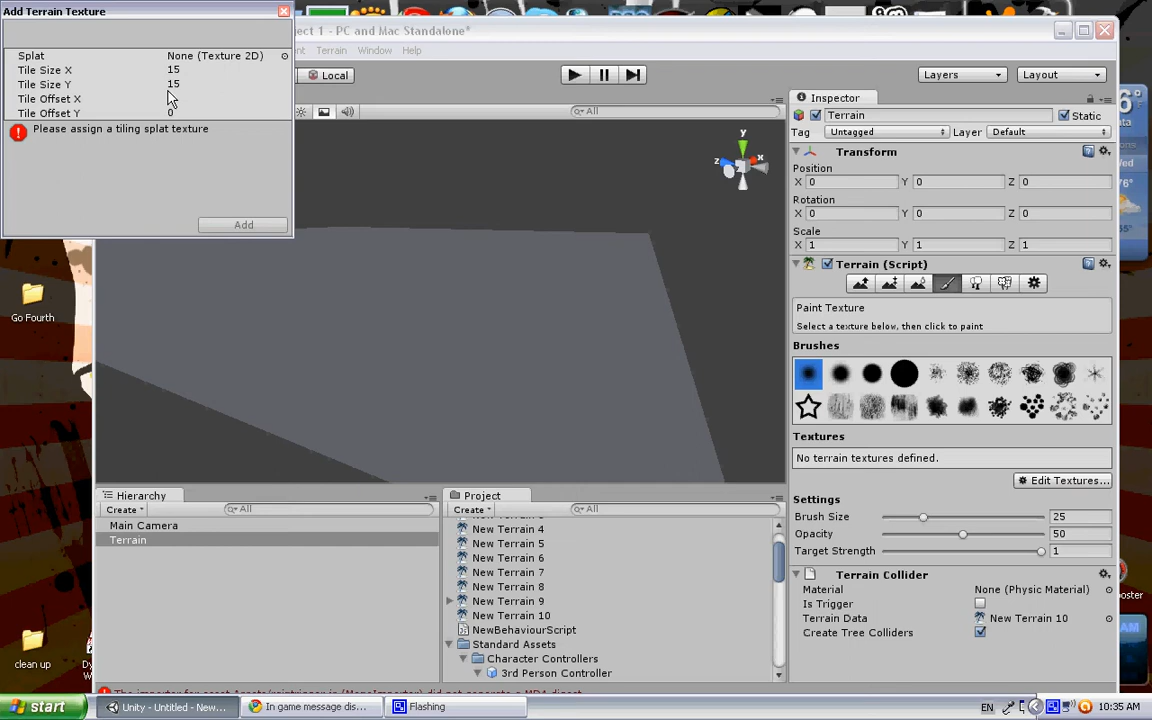 Add Terrain Texture
Splat None (Texture 2D)
Tile Size X 15
Tile Size Y 15
Tile Offset X
Tile Offset Y 0
Please assign a tiling splat texture
Add
ect 1 - PC and Mac Standalone*
Terrain Window Help
Local
Layers Layout
All
y
z x
Inspector
Terrain Static
Tag Untagged Layer Default
Transform
Position
X 0 Y 0 Z 0
Rotation
X 0 Y 0 Z 0
Scale
X 1 Y 1 Z 1
Terrain (Script)
Paint Texture
Select a texture below, then click to paint
Brushes
Textures
No terrain textures defined.
Edit Textures...
Settings
Brush Size 25
Opacity 50
Target Strength 1
Terrain Collider
Material None (Physic Material)
Is Trigger
Terrain Data New Terrain 10
Create Tree Colliders
Hierarchy
Create All
Main Camera
Terrain
Project
Create All
New Terrain 4
New Terrain 5
New Terrain 6
New Terrain 7
New Terrain 8
New Terrain 9
New Terrain 10
NewBehaviourScript
Standard Assets
Character Controllers
3rd Person Controller
Go Fourth
clean up
start
Unity - Untitled - New...
In game message dis...
Flashing
EN
10:35 AM